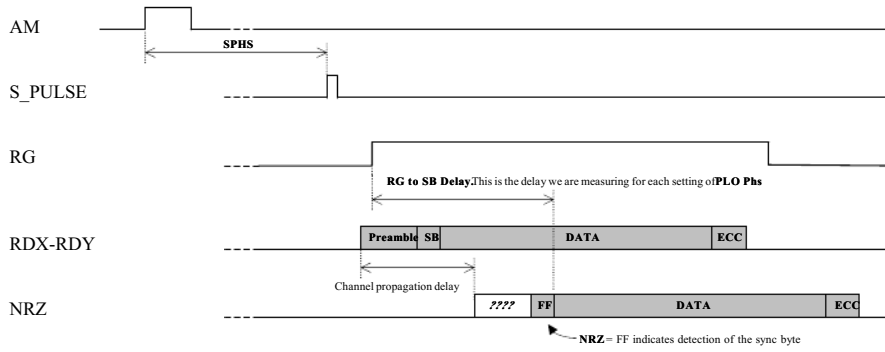 AM
SPHS
S_PULSE
RG
RG to SB Delay.This is the delay we are measuring for each setting ofPLO Phs
RDX-RDY
Preamble SB DATA ECC
Channel propagation delay
NRZ
???? FF DATA ECC
NRZ= FF indicates detection of the sync byte